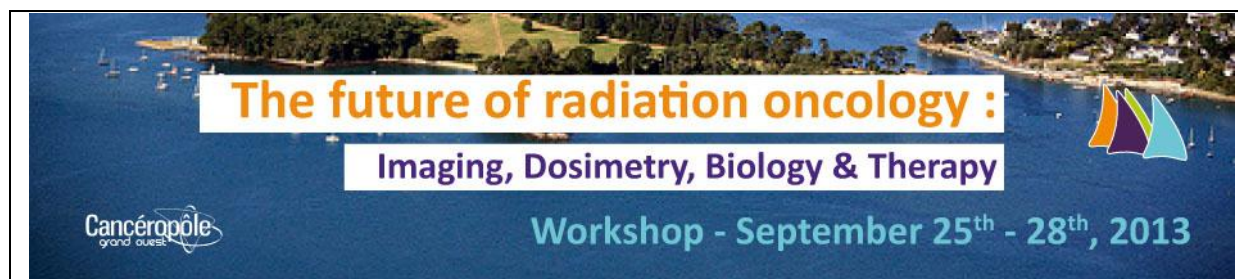 The future of radiation oncology :
Imaging, Dosimetry, Biology & Therapy
Cancéropôle
grand ouest
Workshop - September 25th - 28th, 2013